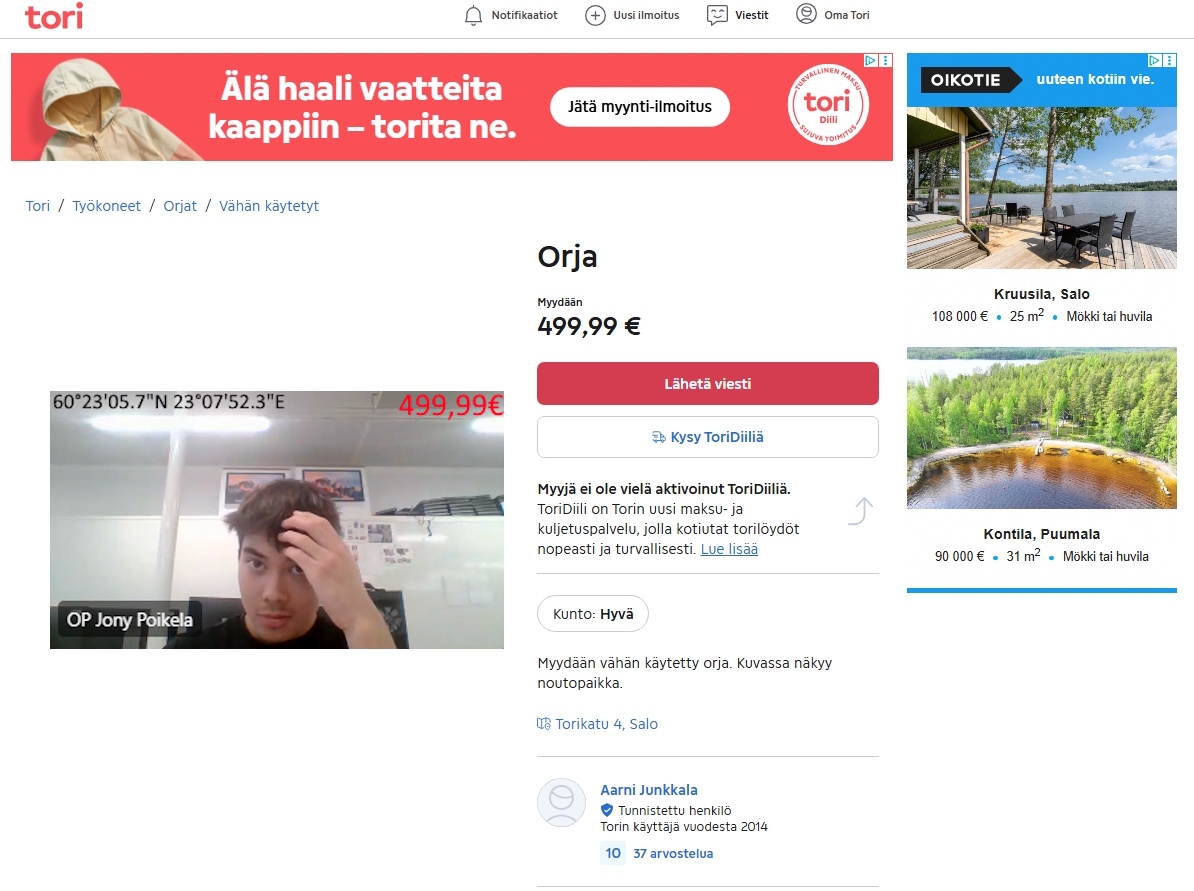 tori
Notifikaatiot
Uusi ilmoitus
Viestit
Oma Tori
Älä haali vaatteita
kaappiin – torita ne.
Jätä myynti-ilmoitus
TURVALLINEN MAKSU
tori
Diili
SUJUVA TOIMITUS
OIKOTIE
uuteen kotiin vie.
Kruusila, Salo
108 000 € • 25 m² • Mökki tai huvila
Kontila, Puumala
90 000 € • 31 m² • Mökki tai huvila
Tori / Työkoneet / Orjat / Vähän käytetyt
60°23'05.7"N 23°07'52.3"E
499,99€
OP Jony Poikela
Orja
Myydään
499,99 €
Lähetä viesti
Kysy ToriDiiliä
Myyjä ei ole vielä aktivoinut ToriDiiliä.
ToriDiili on Torin uusi maksu- ja
kuljetuspalvelu, jolla kotiutat torilöydöt
nopeasti ja turvallisesti. Lue lisää
Kunto: Hyvä
Myydään vähän käytetty orja. Kuvassa näkyy
noutopaikka.
Torikatu 4, Salo
Aarni Junkkala
Tunnistettu henkilö
Torin käyttäjä vuodesta 2014
10 37 arvostelua